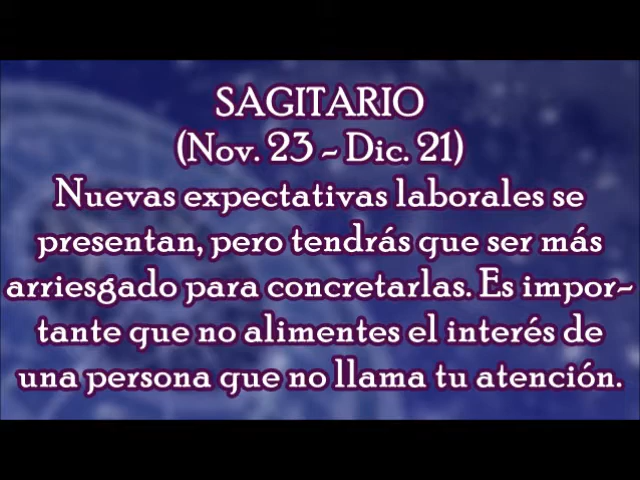 SAGITARIO
(Nov. 23 - Dic. 21)
Nuevas expectativas laborales se
presentan, pero tendrás que ser más
arriesgado para concretarlas. Es impor-
tante que no alimentes el interés de
una persona que no llama tu atención.